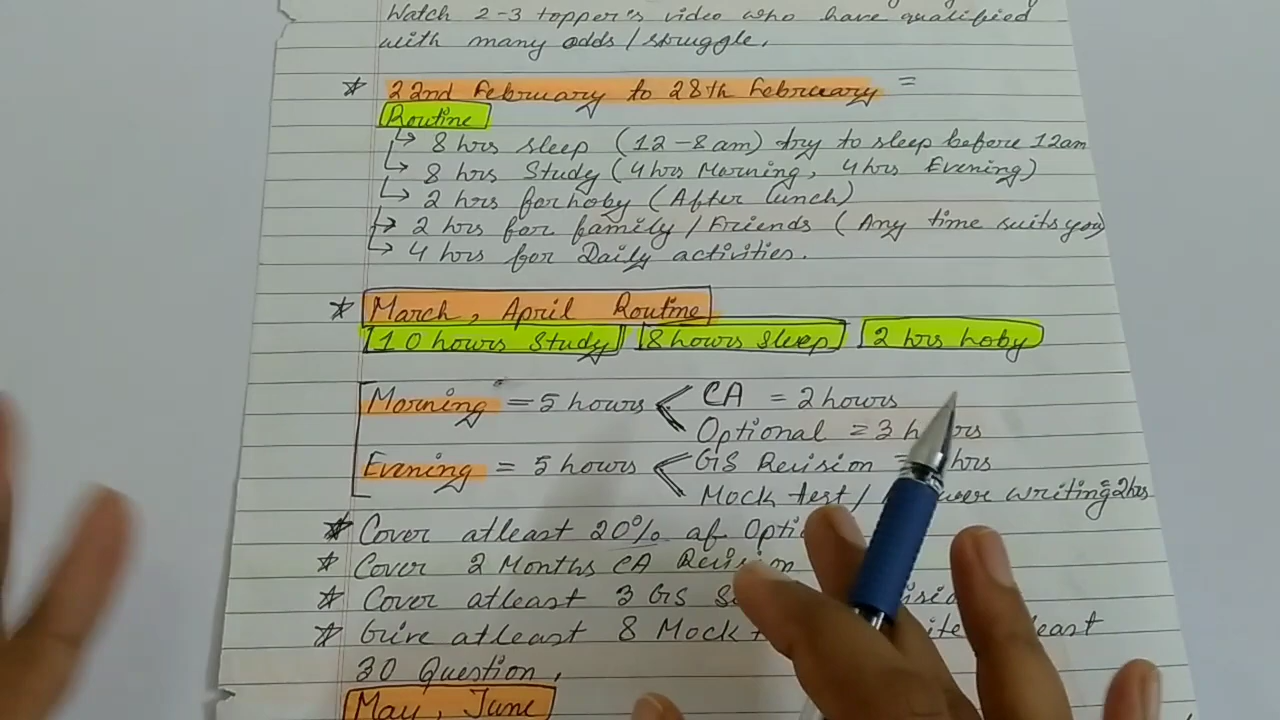 Watch 2-3 topper's video who have qualified
with many odds/struggle.
* 22nd February to 28th February =
Routine
↳ 8 hrs sleep (12-8am) try to sleep before 12am
↳ 8 hrs Study (4hrs Morning, 4hrs Evening)
↳ 2 hrs for hoby (After lunch)
↳ 2 hrs for family/Friends (Any time suits you)
↳ 4 hrs for Daily activities.
* March, April Routine
10 hours Study 8 hours Sleep 2 hrs hoby
Morning = 5 hours < CA = 2 hours
Optional = 3 hours
Evening = 5 hours < GS Revision = hrs
Mock test/ writing = 2hrs
* Cover atleast 20% of
* Cover 2 Months CA Revision
* Cover atleast 3 GS
* Give atleast 8 Mock
30 Question.
May, June